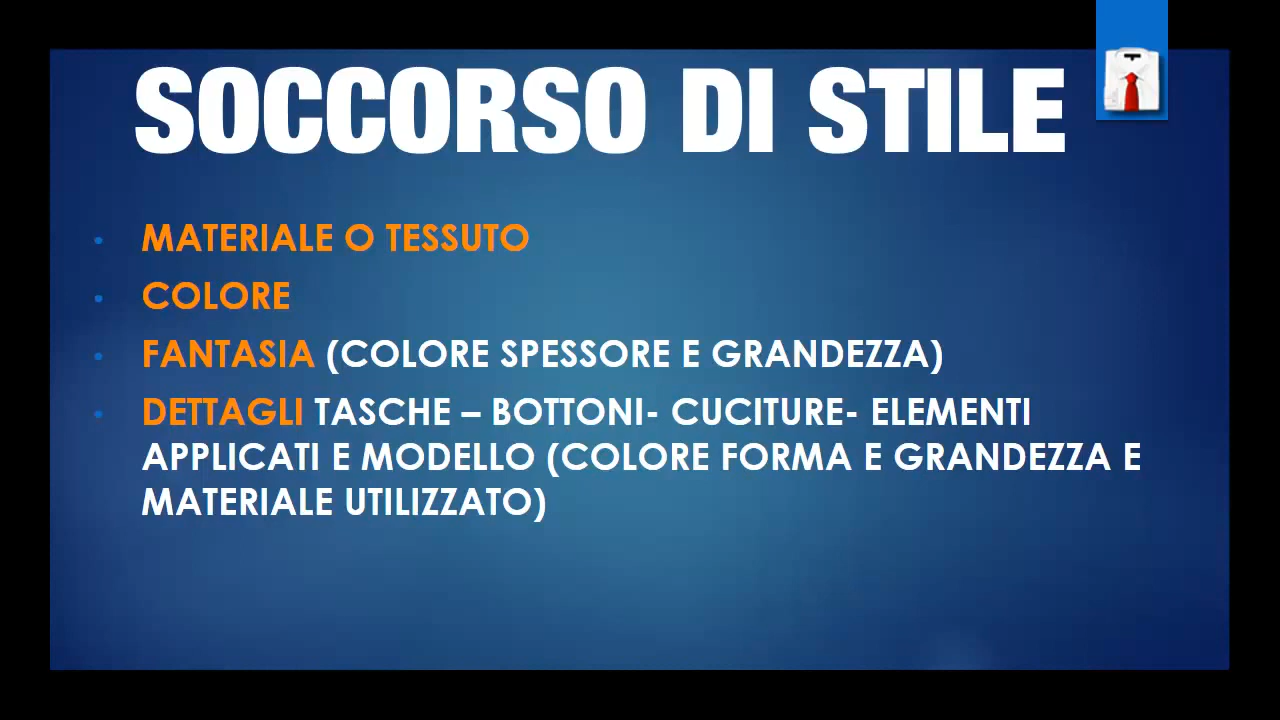 SOCCORSO DI STILE
• MATERIALE O TESSUTO
• COLORE
• FANTASIA (COLORE SPESSORE E GRANDEZZA)
• DETTAGLI TASCHE – BOTTONI- CUCITURE- ELEMENTI
APPLICATI E MODELLO (COLORE FORMA E GRANDEZZA E
MATERIALE UTILIZZATO)